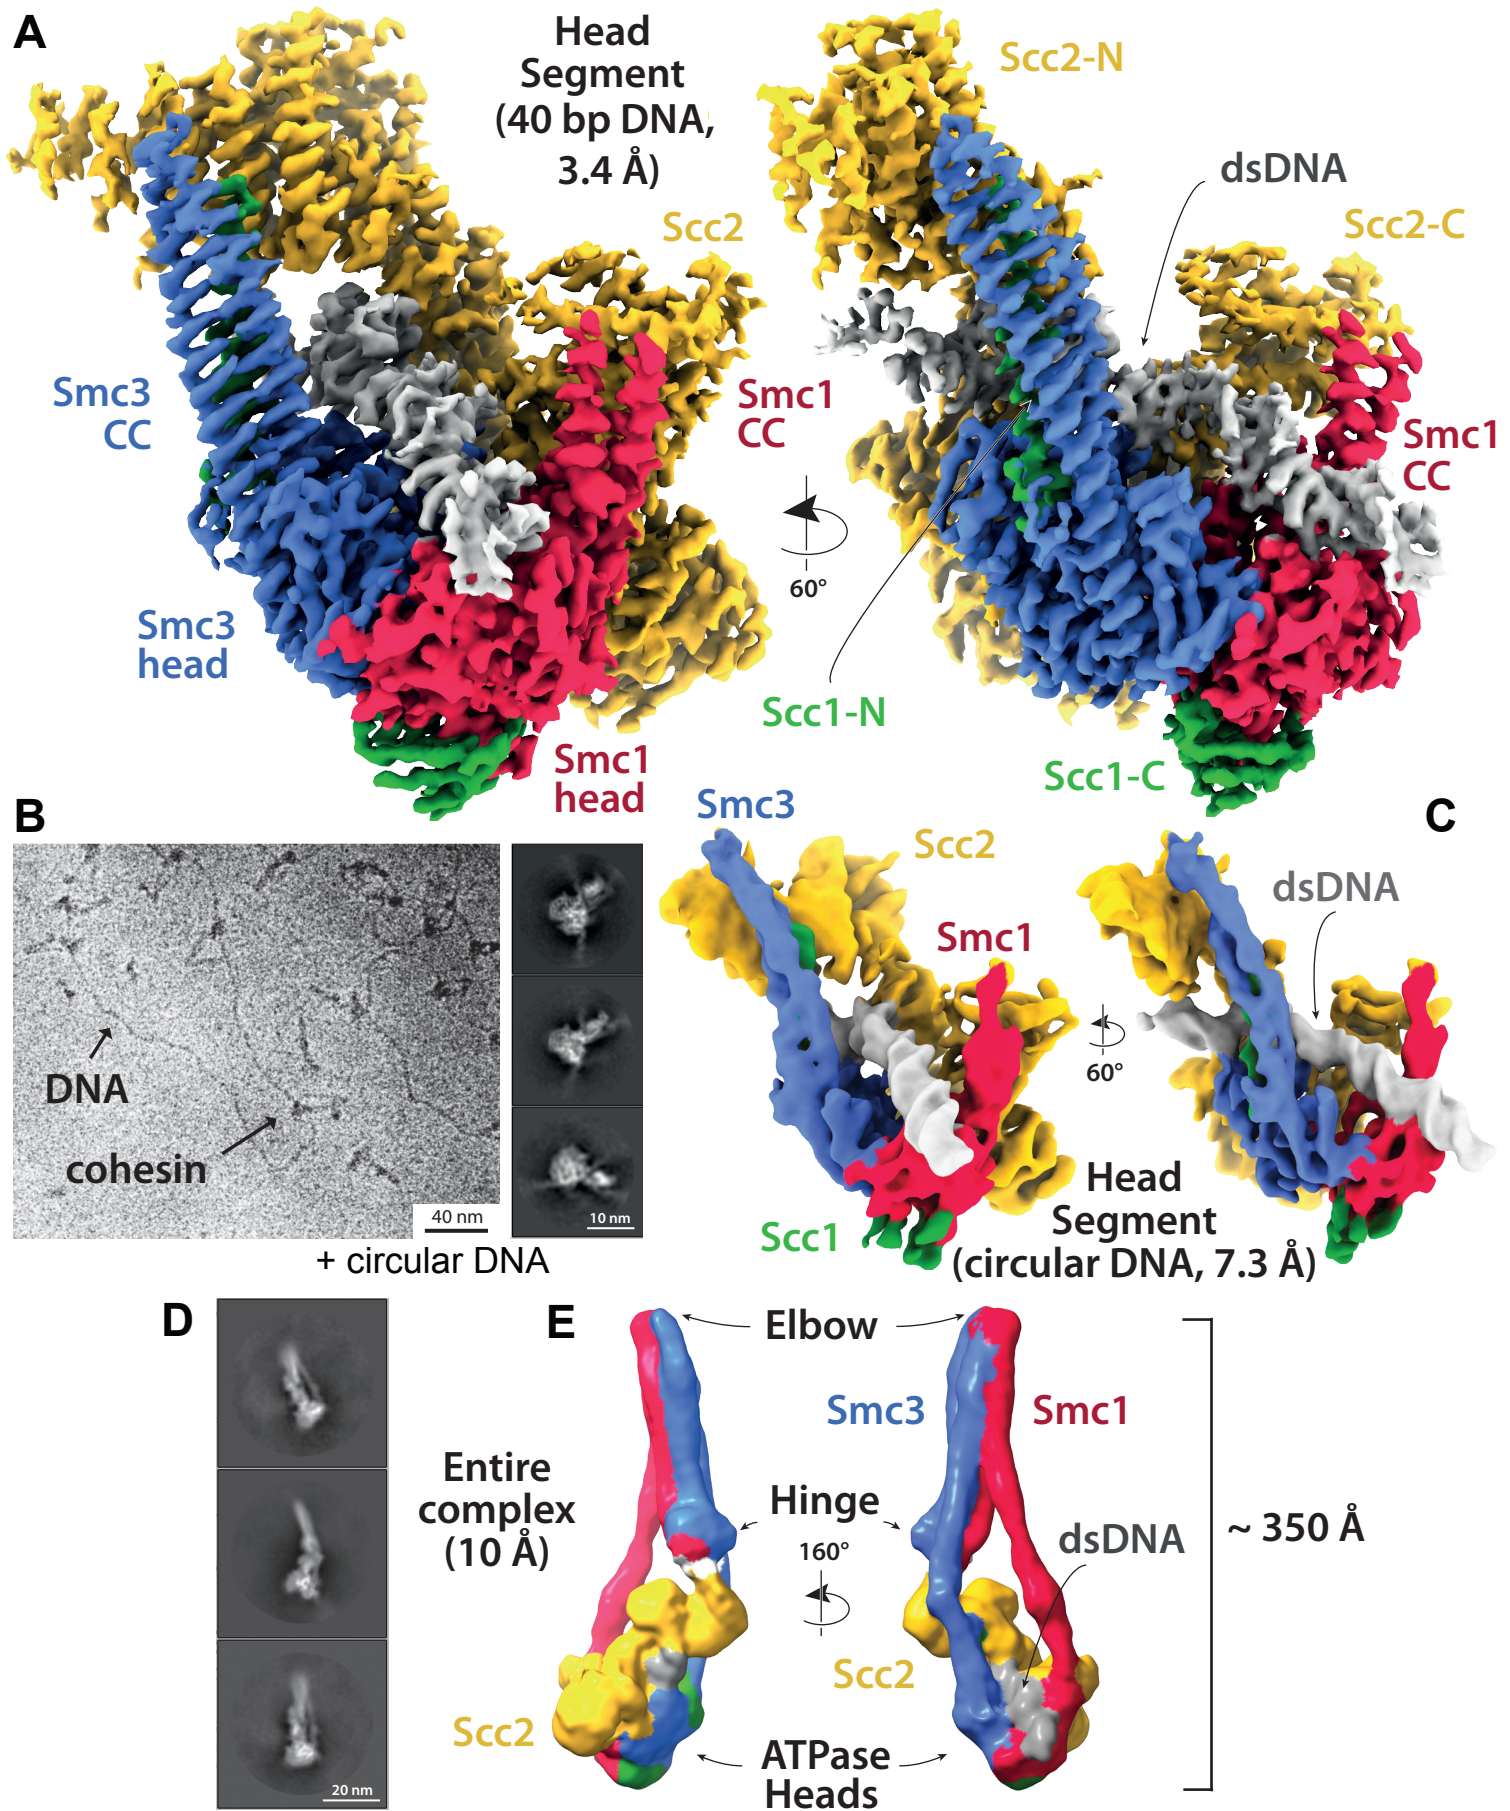 A
Head
Segment
(40 bp DNA,
3.4 Å)
Scc2-N
dsDNA
Scc2
Scc2-C
Smc3
CC
Smc1
CC
Smc1
CC
60°
Smc3
head
Scc1-N
Smc1
head
Scc1-C
B
DNA
cohesin
40 nm
10 nm
+ circular DNA
C
Smc3
Scc2
dsDNA
Smc1
60°
Scc1
Head
Segment
(circular DNA, 7.3 Å)
D
20 nm
E
Elbow
Smc3
Smc1
Entire
complex
(10 Å)
Hinge
160°
dsDNA
~ 350 Å
Scc2
Scc2
ATPase
Heads